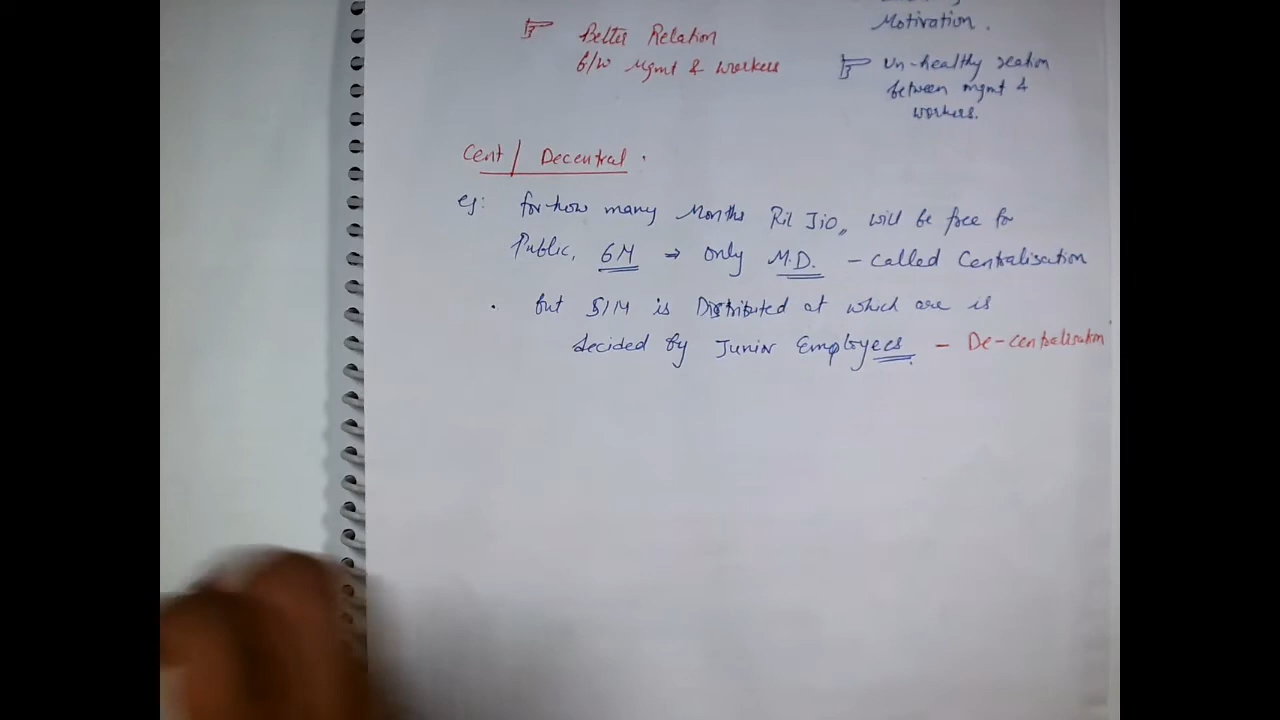 Motivation.
Better Relation
b/w Mgmt & workers
Un-healthy
between mgmt &
workers.
Cent / Decentral.
eg: for how many Months Ril Jio, will be free for
Public, 6M → only M.D. - called Centralisation
. but SIM is Distributed at which are is
decided by Junior Employees - De-centralisation